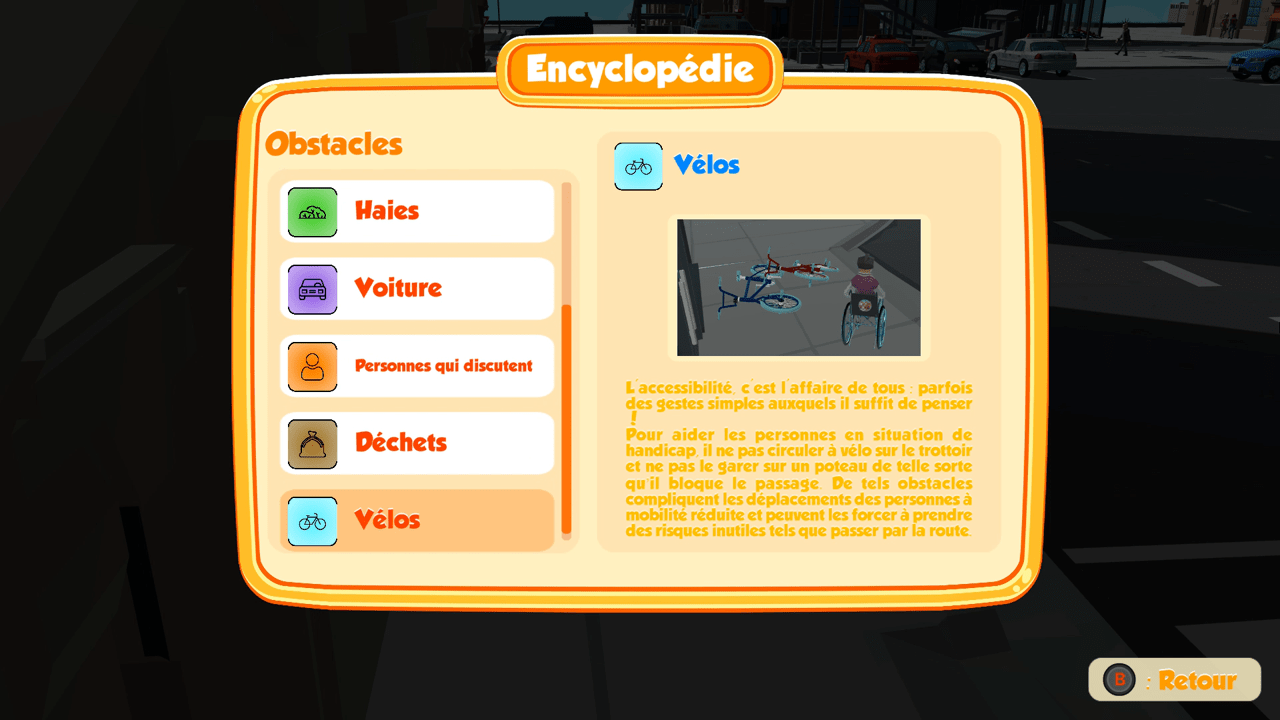 Encyclopédie
Obstacles
Haies
Voiture
Personnes qui discutent
Déchets
Vélos
Vélos
L'accessibilité, c'est l'affaire de tous : parfois
des gestes simples auxquels il suffit de penser
!
Pour aider les personnes en situation de
handicap, il ne pas circuler à vélo sur le trottoir
et ne pas le garer sur un poteau de telle sorte
qu'il bloque le passage. De tels obstacles
compliquent les déplacements des personnes à
mobilité réduite et peuvent les forcer à prendre
des risques inutiles tels que passer par la route.
B : Retour